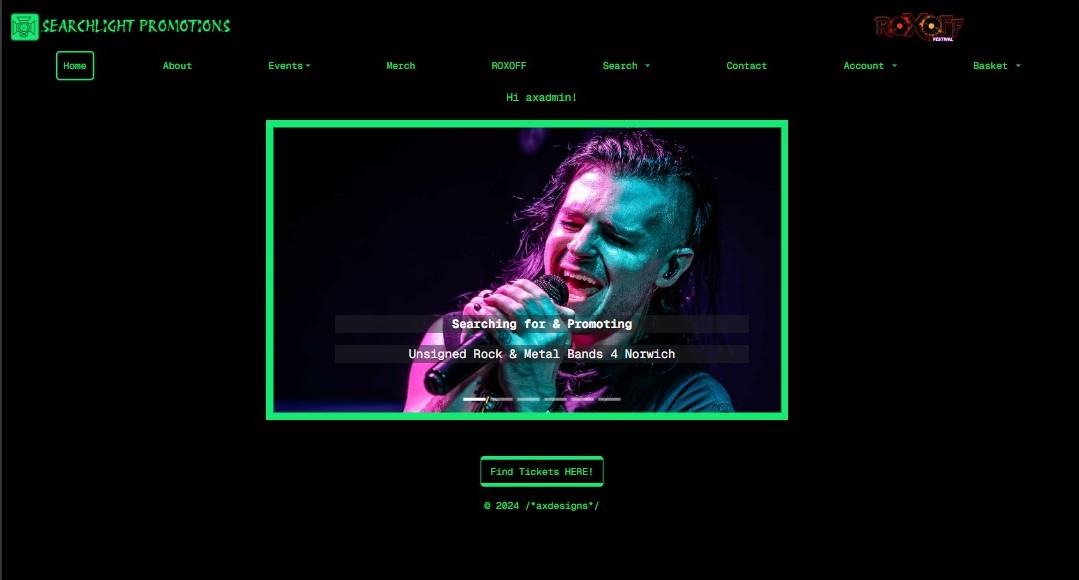 SEARCHLIGHT PROMOTIONS
ROXOFF
FESTIVAL
Home About Events Merch ROXOFF Search Contact Account Basket
Hi axadmin!
Searching for & Promoting
Unsigned Rock & Metal Bands 4 Norwich
Find Tickets HERE!
© 2024 /*axdesigns*/